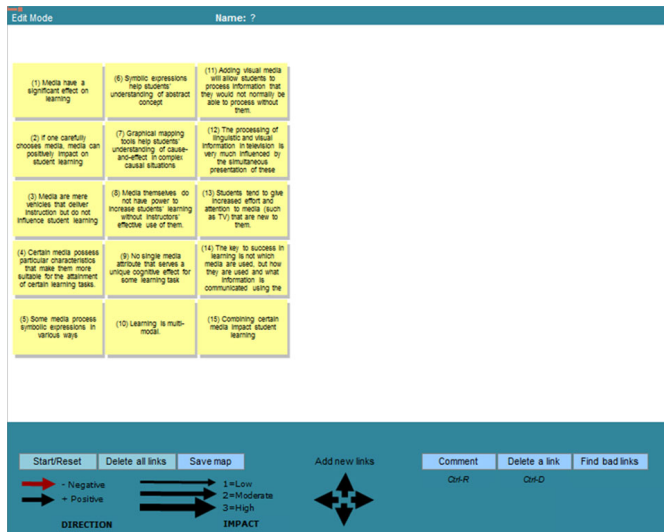 Edit Mode
Name: ?
(1) Media have a
significant effect on
learning
(2) If one carefully
chooses media, media can
positively impact on
student learning
(3) Media are mere
vehicles that deliver
instruction but do not
influence student learning
(4) Certain media possess
particular characteristics
that make them more
suitable for the attainment
of certain learning tasks.
(5) Some media process
symbolic expressions in
various ways
(6) Symblic expressions
help students'
understanding of abstract
concept
(7) Graphical mapping
tools help students'
understanding of cause-
and-effect in complex
causal situations
(8) Media themselves do
not have power to
increase students' learning
without instructors'
effective use of them.
(9) No single media
attribute that serves a
unique cognitive effect for
some learning task
(10) Learning is multi-
modal.
(11) Adding visual media
will allow students to
process information that
they would not normally be
able to process without
them.
(12) The processing of
linguistic and visual
information in television is
very much influenced by
the simultaneous
presentation of these
(13) Students tend to give
increased effort and
attention to media (such
as TV) that are new to
them.
(14) The key to success in
learning is not which
media are used, but how
they are used and what
information is
communicated using the
(15) Combining certain
media impact student
learning
Start/Reset
Delete all links
Save map
Add new links
Comment
Delete a link
Find bad links
Ctrl-R
Ctrl-D
- Negative
+ Positive
DIRECTION
1=Low
2=Moderate
3=High
IMPACT